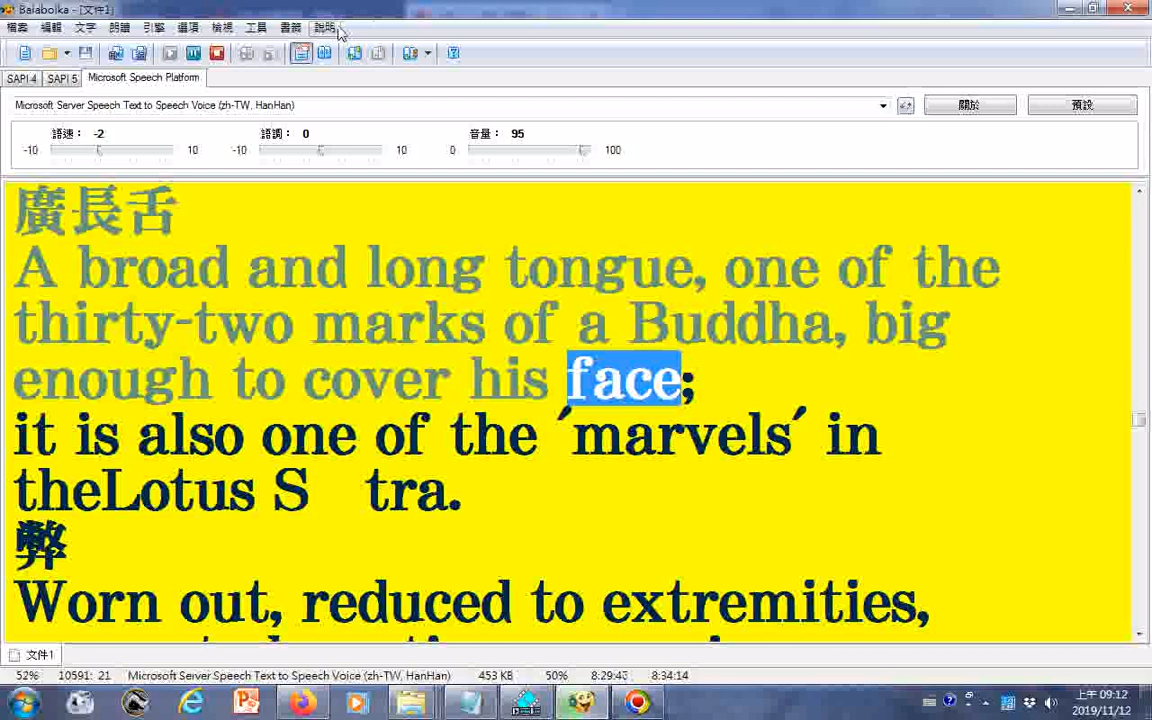 Balabolka - [文件1]
檔案 編輯 文字 朗讀 引擎 選項 檢視 工具 書籤 說明
SAPI 4 SAPI 5 Microsoft Speech Platform
Microsoft Server Speech Text to Speech Voice (zh-TW, HanHan) 關於 預設
語速： -2 語調： 0 音量： 95
-10 10 -10 10 0 100
廣長舌
A broad and long tongue, one of the
thirty-two marks of a Buddha, big
enough to cover his face;
it is also one of the ′marvels′ in
theLotus S tra.
弊
Worn out, reduced to extremities,
文件1
52% 10591: 21 Microsoft Server Speech Text to Speech Voice (zh-TW, HanHan) 453 KB 50% 8:29:43 8:34:14
上午 09:12
2019/11/12